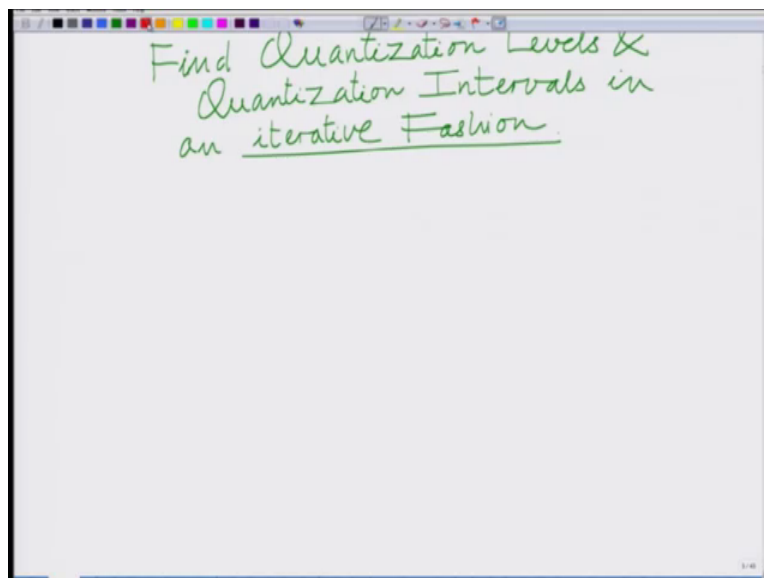 Find Quantization Levels &
Quantization Intervals in
an iterative Fashion.